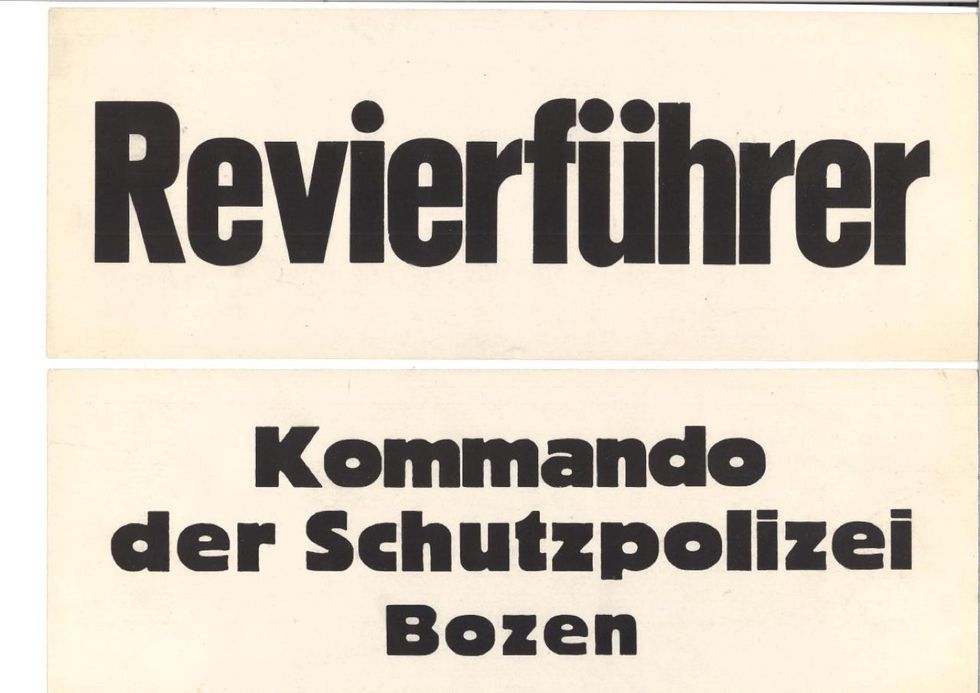 Revierführer
Kommando
der Schutzpolizei
Bozen